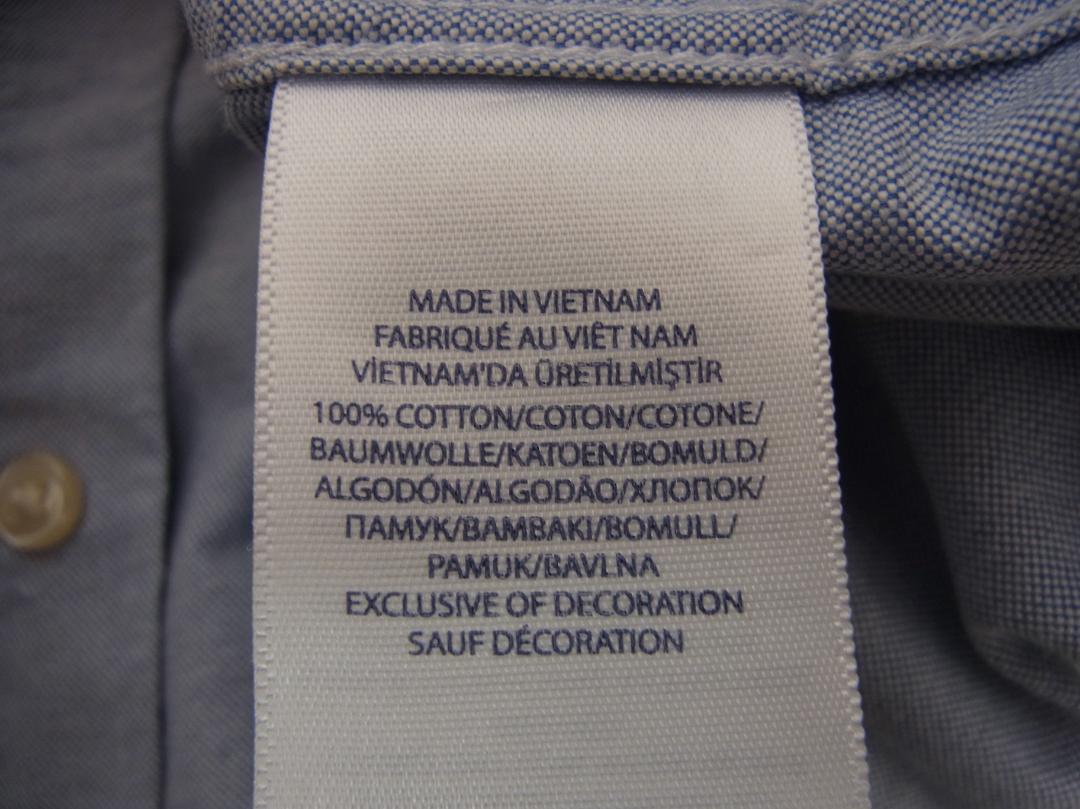 MADE IN VIETNAM
FABRIQUÉ AU VIÊT NAM
VİETNAM'DA ÜRETİLMİŞTİR
100% COTTON/COTON/COTONE/
BAUMWOLLE/KATOEN/BOMULD/
ALGODÓN/ALGODÃO/ХЛОПОК/
ПАМУК/BAMBAKI/BOMULL/
PAMUK/BAVLNA
EXCLUSIVE OF DECORATION
SAUF DÉCORATION